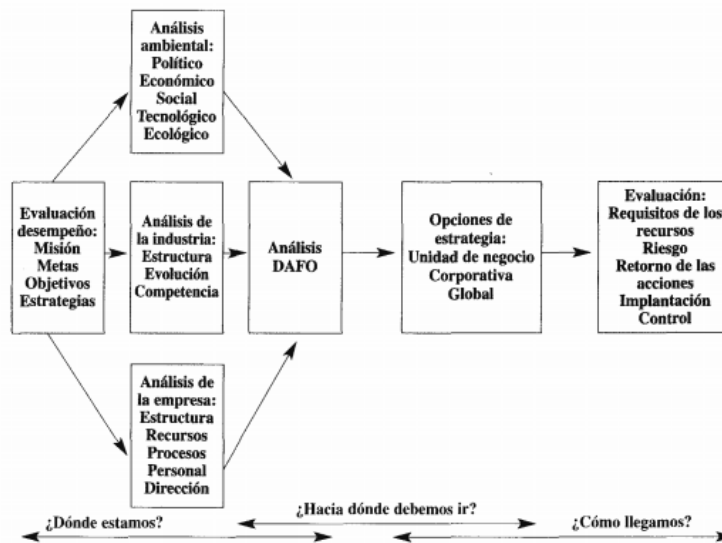 Análisis
ambiental:
Político
Económico
Social
Tecnológico
Ecológico
Evaluación
desempeño:
Misión
Metas
Objetivos
Estrategias
Análisis de
la industria:
Estructura
Evolución
Competencia
Análisis
DAFO
Opciones de
estrategia:
Unidad de negocio
Corporativa
Global
Evaluación:
Requisitos de los
recursos
Riesgo
Retorno de las
acciones
Implantación
Control
Análisis de
la empresa:
Estructura
Recursos
Procesos
Personal
Dirección
¿Dónde estamos?
¿Hacia dónde debemos ir?
¿Cómo llegamos?